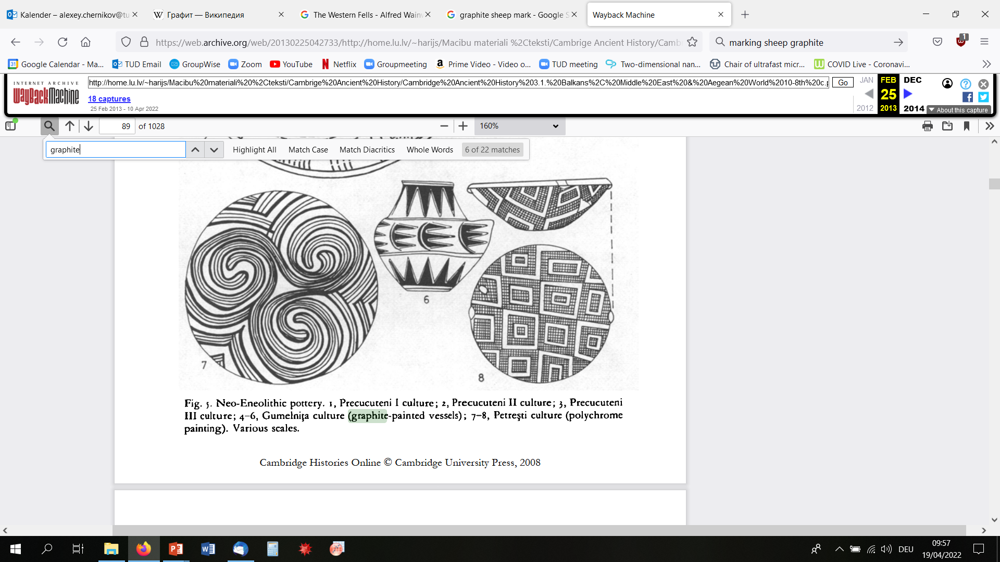 Kalender – alexey.chernikov@tu
Графит — Википедия
The Western Fells - Alfred Wainw
graphite sheep mark - Google S
Wayback Machine
https://web.archive.org/web/20130225042733/http://home.lu.lv/~harijs/Macibu materiali %2Cteksti/Cambrige Ancient History/Camb
marking sheep graphite
1
Google Calendar - Ma...
TUD Email
GroupWise
Zoom
YouTube
Netflix
Groupmeeting
Prime Video - Video o...
TUD meeting
Two-dimensional nan...
Chair of ultrafast micr...
COVID Live - Coronavi...
INTERNET ARCHIVE
WayBackMachine
http://home.lu.lv/~harijs/Macibu%20materiali%20%2Cteksti/Cambrige%20Ancient%20History/Cambridge%20Ancient%20History%203.1.%20Balkans%2C%20Middle%20East%20&%20Aegean%20World%2010-8th%20c.p
Go
JAN FEB DEC
18 captures
25
25 Feb 2013 - 10 Apr 2022
2012 2013 2014
About this capture
89 of 1028
160%
graphite
Highlight All
Match Case
Match Diacritics
Whole Words
6 of 22 matches
6
7
8
Fig. 5. Neo-Eneolithic pottery. 1, Precucuteni I culture; 2, Precucuteni II culture; 3, Precucuteni
III culture; 4–6, Gumelniţa culture (graphite-painted vessels); 7–8, Petreşti culture (polychrome
painting). Various scales.
Cambridge Histories Online © Cambridge University Press, 2008
DEU
09:57
19/04/2022